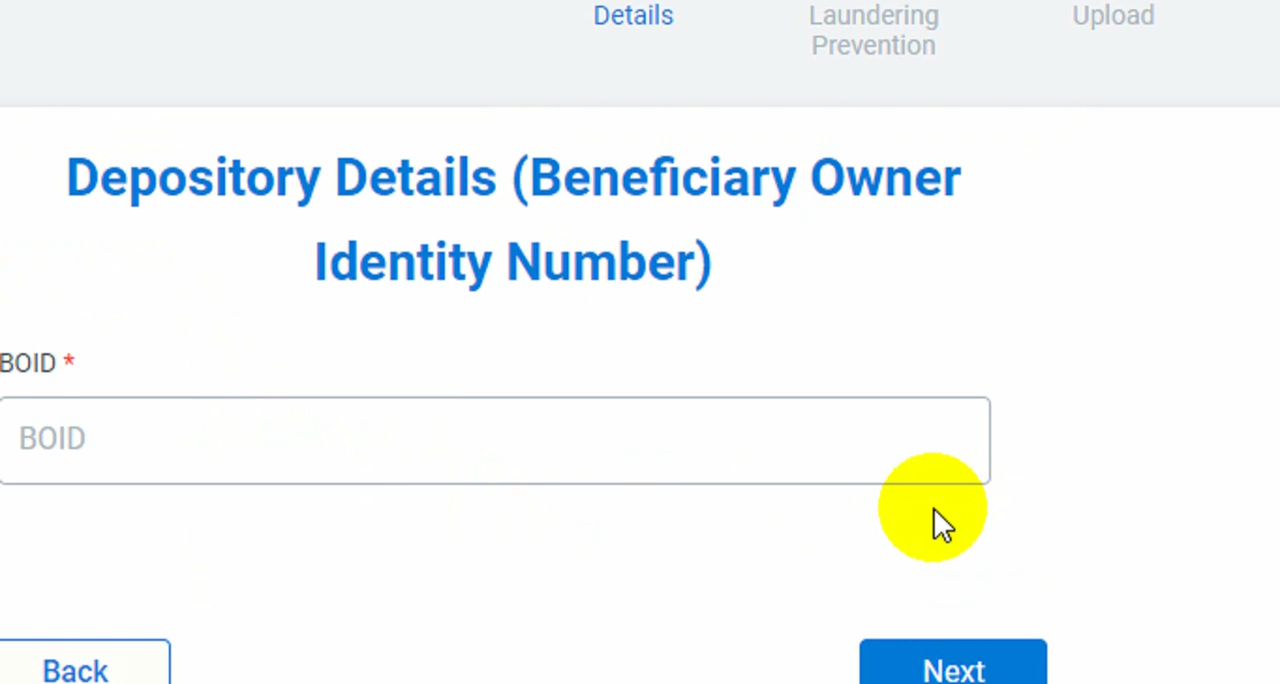 Details
Laundering
Prevention
Upload
Depository Details (Beneficiary Owner
Identity Number)
BOID *
BOID
Back
Next